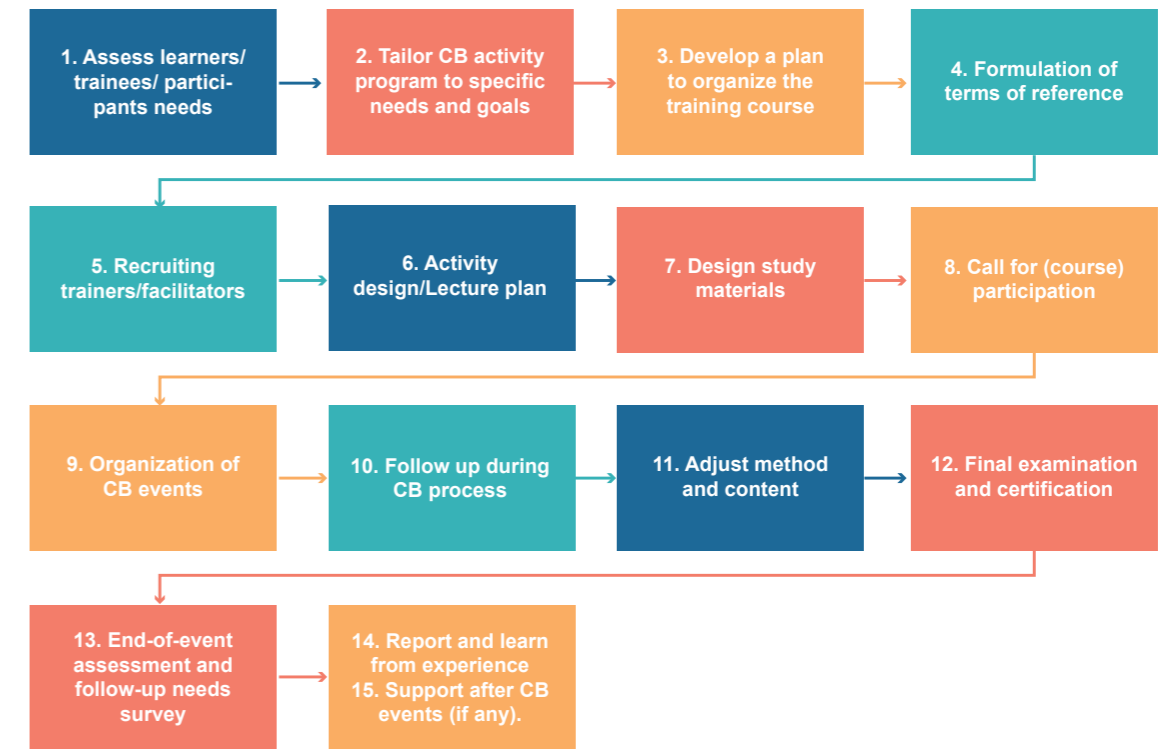 1. Assess learners/
trainees/ partici-
pants needs
2. Tailor CB activity
program to specific
needs and goals
3. Develop a plan
to organize the
training course
4. Formulation of
terms of reference
5. Recruiting
trainers/facilitators
6. Activity
design/Lecture plan
7. Design study
materials
8. Call for (course)
participation
9. Organization of
CB events
10. Follow up during
CB process
11. Adjust method
and content
12. Final examination
and certification
13. End-of-event
assessment and
follow-up needs
survey
14. Report and learn
from experience
15. Support after CB
events (if any).